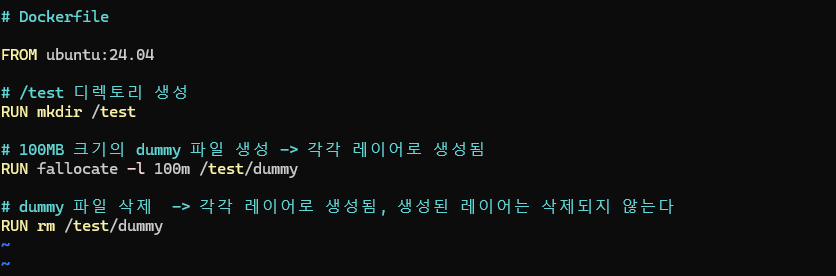 # Dockerfile
FROM ubuntu:24.04
# /test 디렉토리 생성
RUN mkdir /test
# 100MB 크기의 dummy 파일 생성 -> 각각 레이어로 생성됨
RUN fallocate -l 100m /test/dummy
# dummy 파일 삭제  -> 각각 레이어로 생성됨, 생성된 레이어는 삭제되지 않는다
RUN rm /test/dummy
~
~